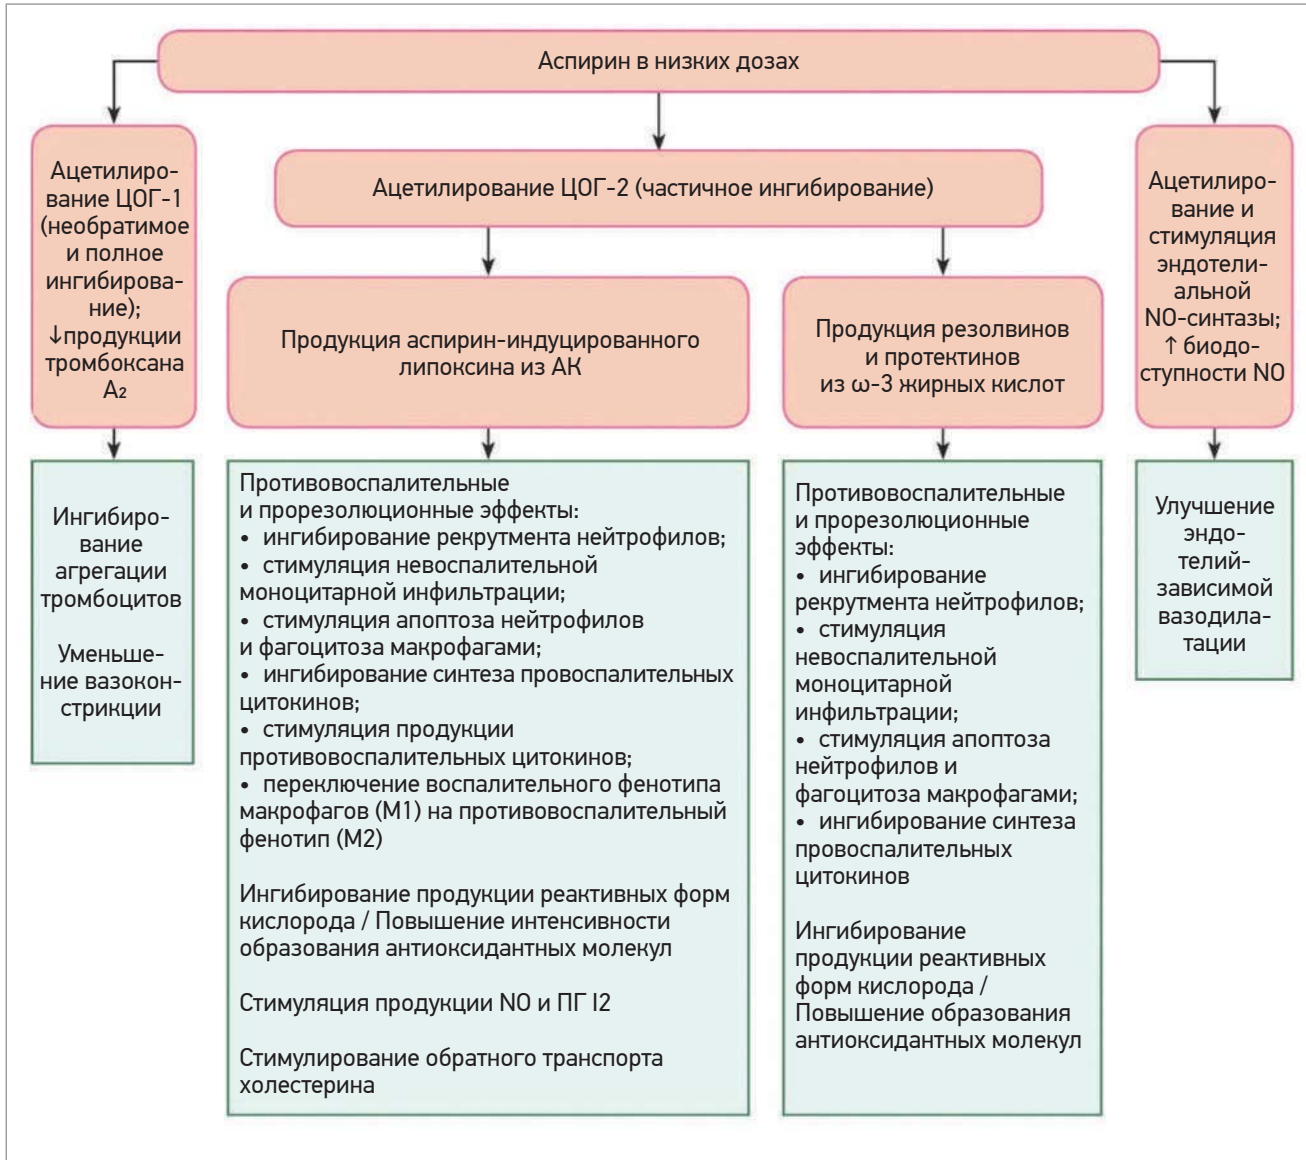 Аспирин в низких дозах
Ацетилиро-
вание ЦОГ-1
(необратимое
и полное
ингибирова-
ние);
↓продукции
тромбоксана
A₂
Ацетилирование ЦОГ-2 (частичное ингибирование)
Ацетилиро-
вание и
стимуляция
эндотели-
альной
NO-синтазы;
↑ биодо-
ступности NO
Продукция аспирин-индуцированного
липоксина из АК
Продукция резолвинов
и протектинов
из ω-3 жирных кислот
Ингибиро-
вание
агрегации
тромбоцитов
Уменьше-
ние вазокон-
стрикции
Противовоспалительные
и прорезолюционные эффекты:
• ингибирование рекрутмента нейтрофилов;
• стимуляция невоспалительной
моноцитарной инфильтрации;
• стимуляция апоптоза нейтрофилов
и фагоцитоза макрофагами;
• ингибирование синтеза провоспалительных
цитокинов;
• стимуляция продукции
противовоспалительных цитокинов;
• переключение воспалительного фенотипа
макрофагов (М1) на противовоспалительный
фенотип (М2)
Ингибирование продукции реактивных форм
кислорода / Повышение интенсивности
образования антиоксидантных молекул
Стимуляция продукции NO и ПГ I2
Стимулирование обратного транспорта
холестерина
Противовоспалительные
и прорезолюционные
эффекты:
• ингибирование
рекрутмента нейтрофилов;
• стимуляция
невоспалительной
моноцитарной
инфильтрации;
• стимуляция апоптоза
нейтрофилов и
фагоцитоза макрофагами;
• ингибирование синтеза
провоспалительных
цитокинов
Ингибирование
продукции реактивных
форм кислорода /
Повышение образования
антиоксидантных молекул
Улучшение
эндо-
телий-
зависимой
вазодила-
тации